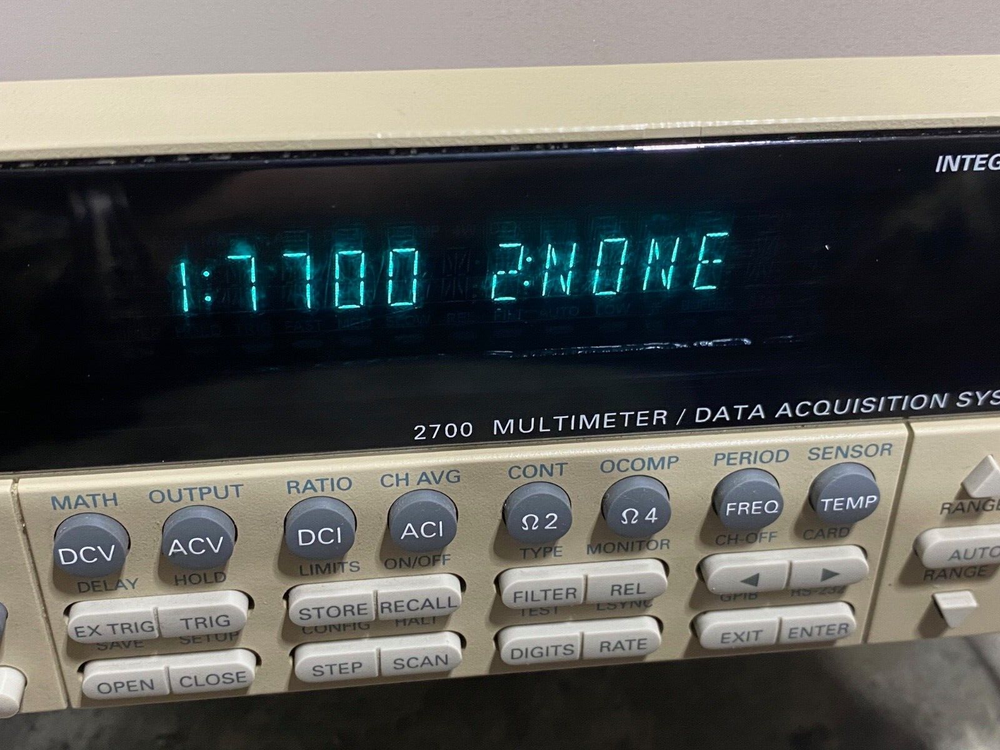 INTEG
1:7700 2:NONE
2700 MULTIMETER / DATA ACQUISITION SYS
MATH OUTPUT RATIO CH AVG CONT OCOMP PERIOD SENSOR
DCV ACV DCI ACI Ω2 Ω4 FREQ TEMP
DELAY HOLD LIMITS ON/OFF TYPE MONITOR CH-OFF CARD
RANGE
EX TRIG TRIG STORE RECALL FILTER REL ◄ ► AUTO
RANGE
SAVE SETUP CONFIG HALT TEST LSYNC GPIB RS-232
OPEN CLOSE STEP SCAN DIGITS RATE EXIT ENTER